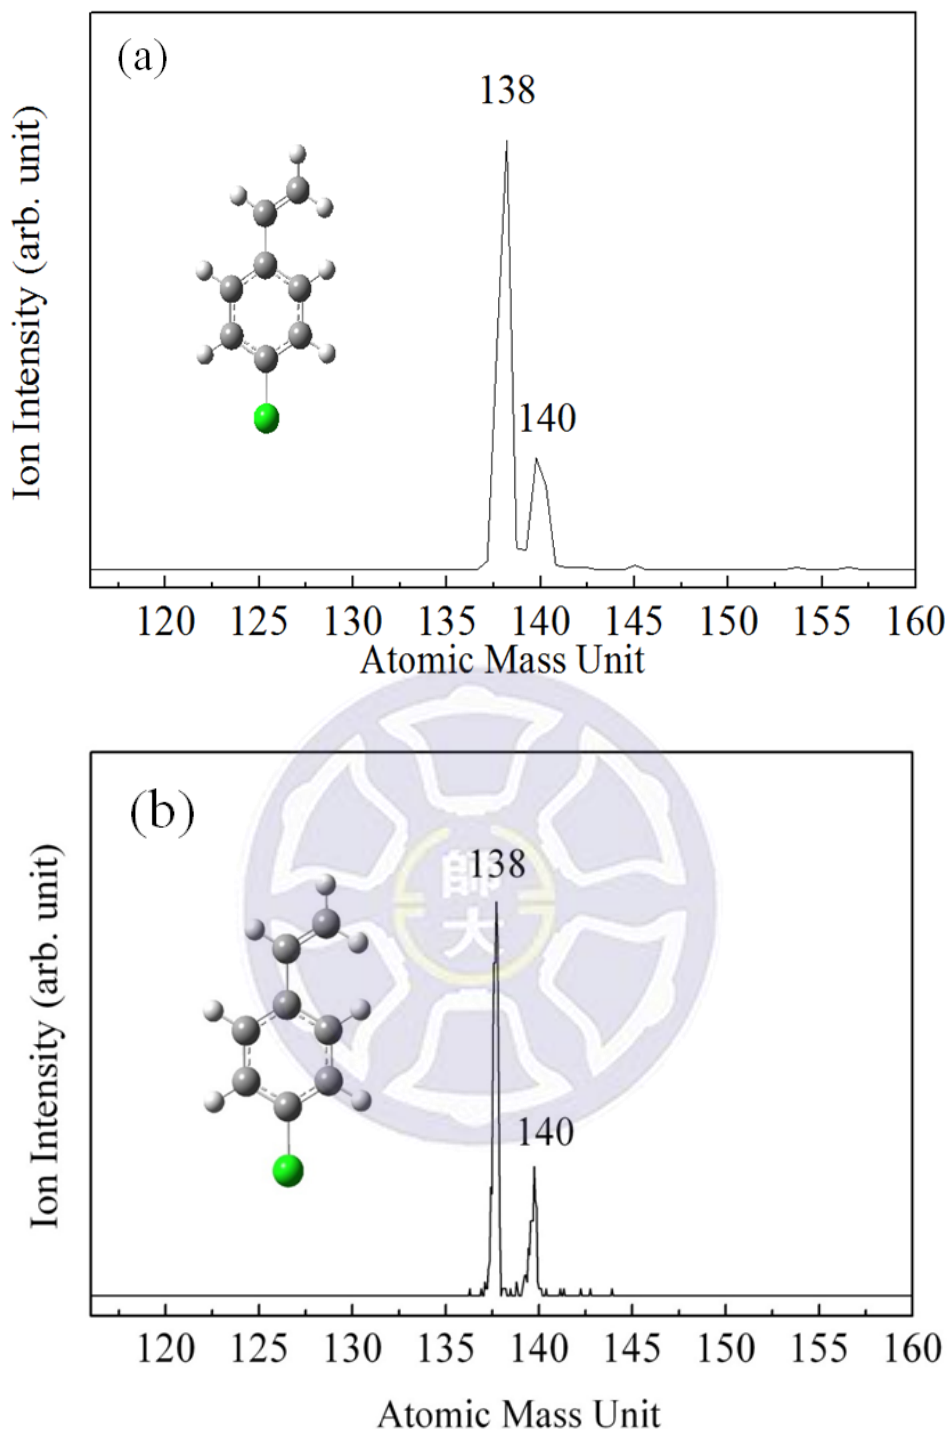 (a)
138
140
Ion Intensity (arb. unit)
120 125 130 135 140 145 150 155 160
Atomic Mass Unit
(b)
138
師
大
140
Ion Intensity (arb. unit)
120 125 130 135 140 145 150 155 160
Atomic Mass Unit